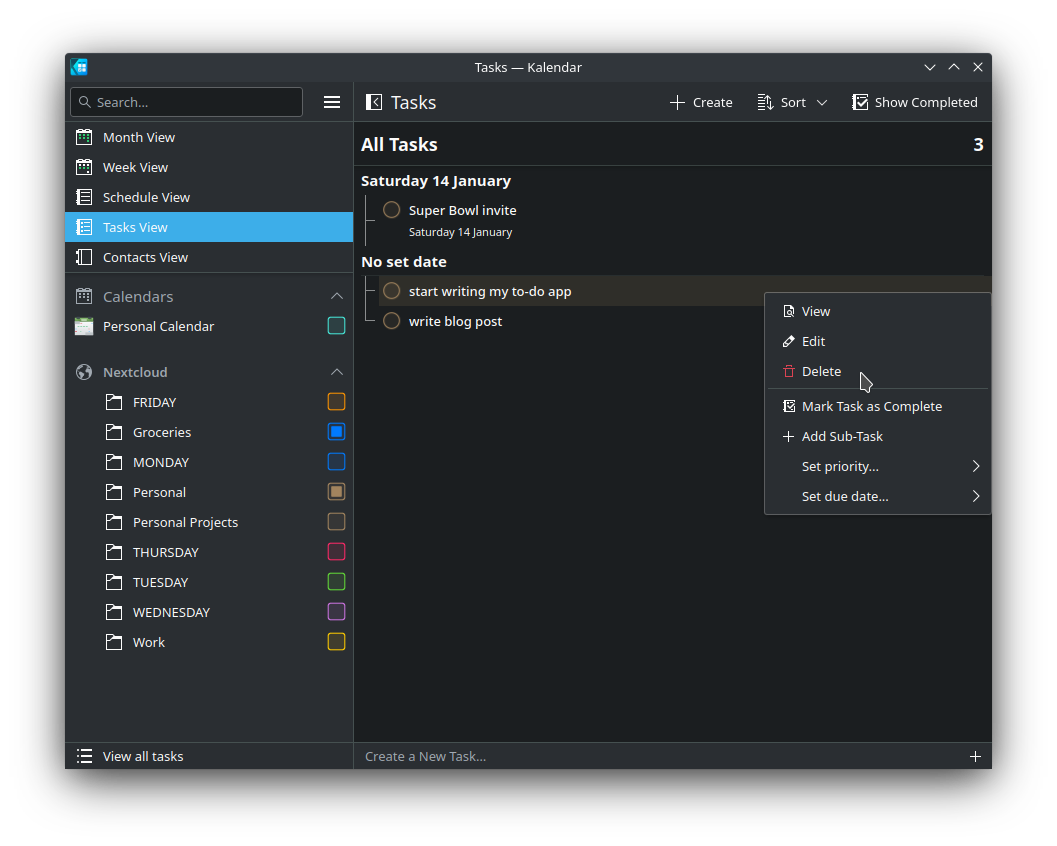 Tasks — Kalendar
Search...
Tasks
Create
Sort
Show Completed
Month View
Week View
Schedule View
Tasks View
Contacts View
Calendars
Personal Calendar
Nextcloud
FRIDAY
Groceries
MONDAY
Personal
Personal Projects
THURSDAY
TUESDAY
WEDNESDAY
Work
View all tasks
All Tasks 3
Saturday 14 January
Super Bowl invite
Saturday 14 January
No set date
start writing my to-do app
write blog post
View
Edit
Delete
Mark Task as Complete
Add Sub-Task
Set priority...
Set due date...
Create a New Task...